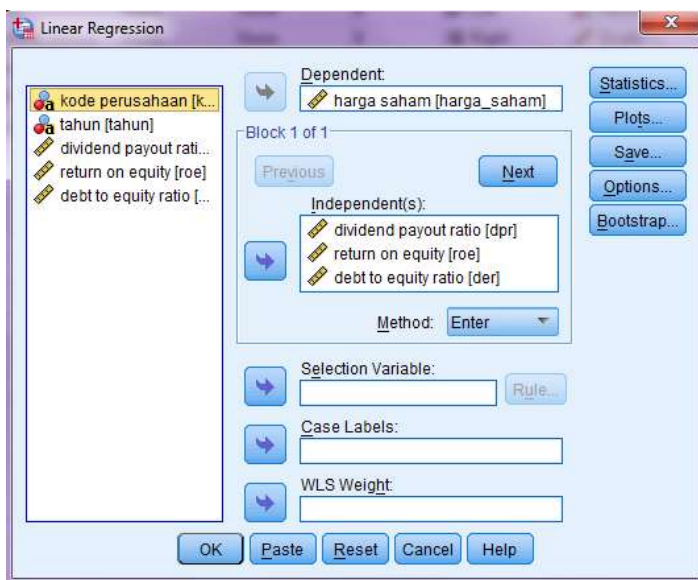 Linear Regression
kode perusahaan [k...
tahun [tahun]
dividend payout rati...
return on equity [roe]
debt to equity ratio [...
Dependent:
harga saham [harga_saham]
Block 1 of 1
Previous
Next
Independent(s):
dividend payout ratio [dpr]
return on equity [roe]
debt to equity ratio [der]
Method: Enter
Selection Variable:
Rule...
Case Labels:
WLS Weight:
Statistics...
Plots...
Save...
Options...
Bootstrap...
OK Paste Reset Cancel Help